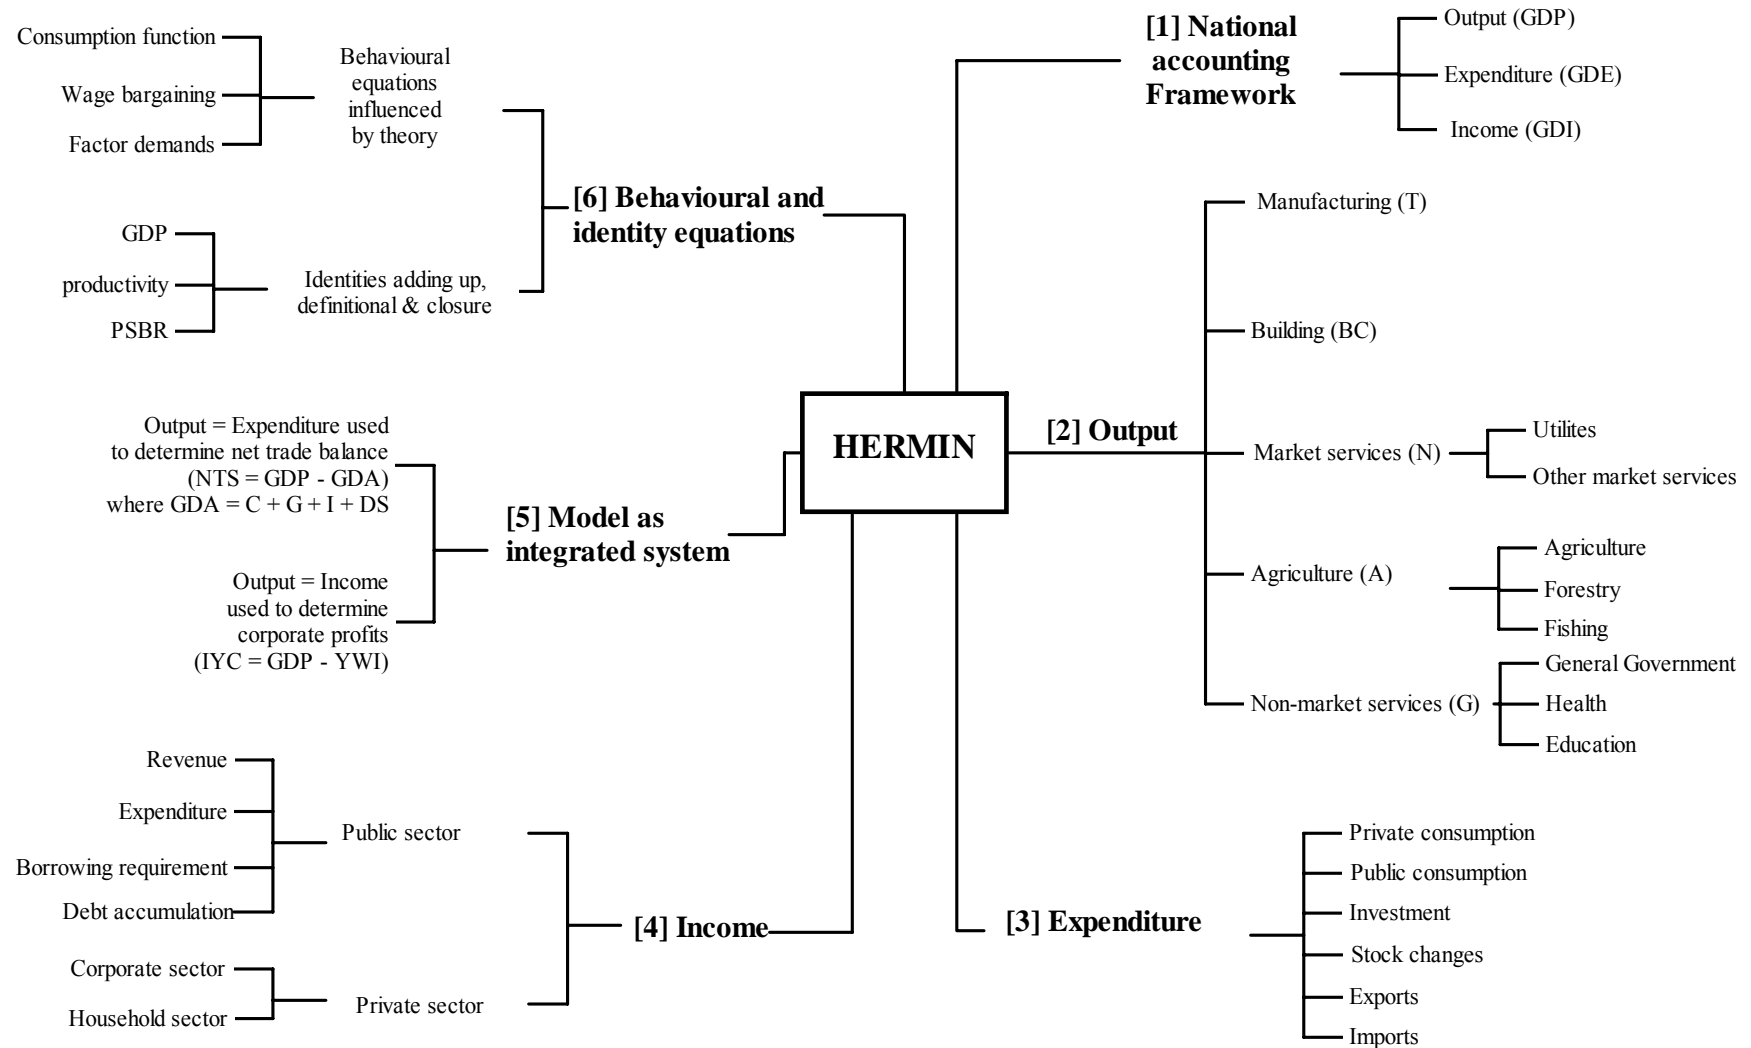 HERMIN
[1] National
accounting
Framework
Output (GDP)
Expenditure (GDE)
Income (GDI)
[2] Output
Manufacturing (T)
Building (BC)
Market services (N)
Utilites
Other market services
Agriculture (A)
Agriculture
Forestry
Fishing
Non-market services (G)
General Government
Health
Education
[3] Expenditure
Private consumption
Public consumption
Investment
Stock changes
Exports
Imports
[4] Income
Public sector
Revenue
Expenditure
Borrowing requirement
Debt accumulation
Private sector
Corporate sector
Household sector
[5] Model as
integrated system
Output = Expenditure used
to determine net trade balance
(NTS = GDP - GDA)
where GDA = C + G + I + DS
Output = Income
used to determine
corporate profits
(IYC = GDP - YWI)
[6] Behavioural and
identity equations
Behavioural
equations
influenced
by theory
Consumption function
Wage bargaining
Factor demands
Identities adding up,
definitional & closure
GDP
productivity
PSBR